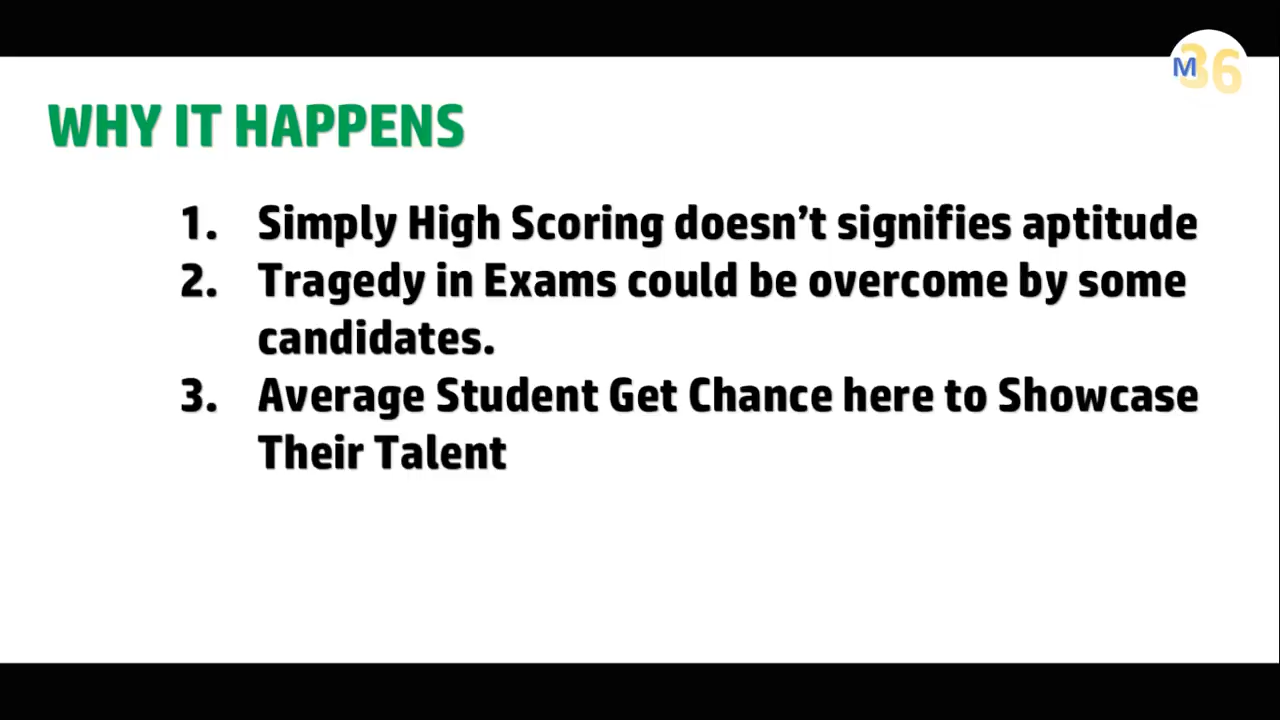 M36
WHY IT HAPPENS
1. Simply High Scoring doesn’t signifies aptitude
2. Tragedy in Exams could be overcome by some
candidates.
3. Average Student Get Chance here to Showcase
Their Talent